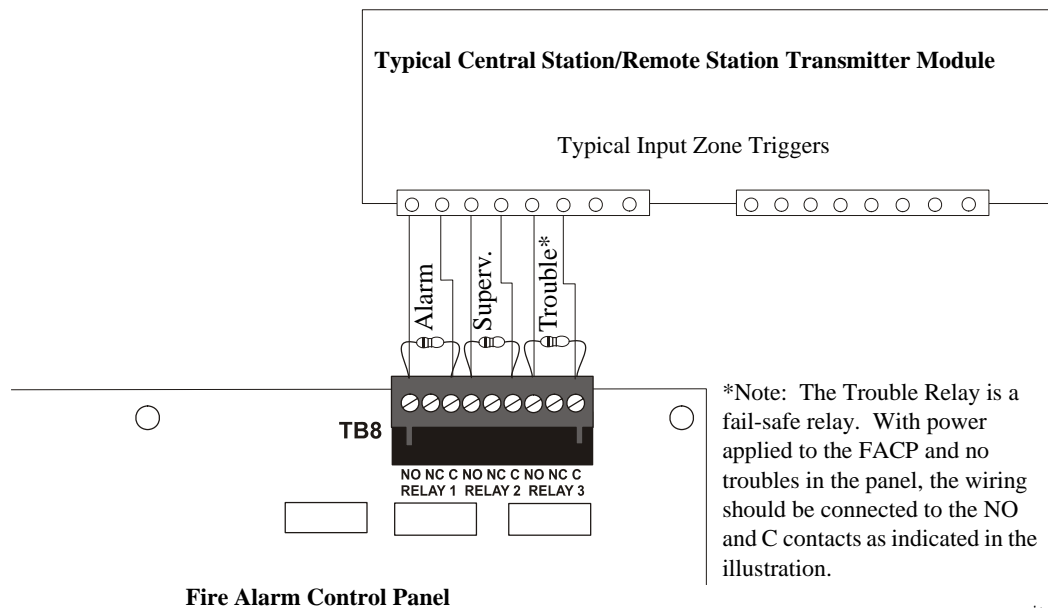 Typical Central Station/Remote Station Transmitter Module
Typical Input Zone Triggers
Alarm
Superv.
Trouble*
TB8
NO NC C NO NC C NO NC C
RELAY 1 RELAY 2 RELAY 3
*Note: The Trouble Relay is a
fail-safe relay. With power
applied to the FACP and no
troubles in the panel, the wiring
should be connected to the NO
and C contacts as indicated in the
illustration.
Fire Alarm Control Panel